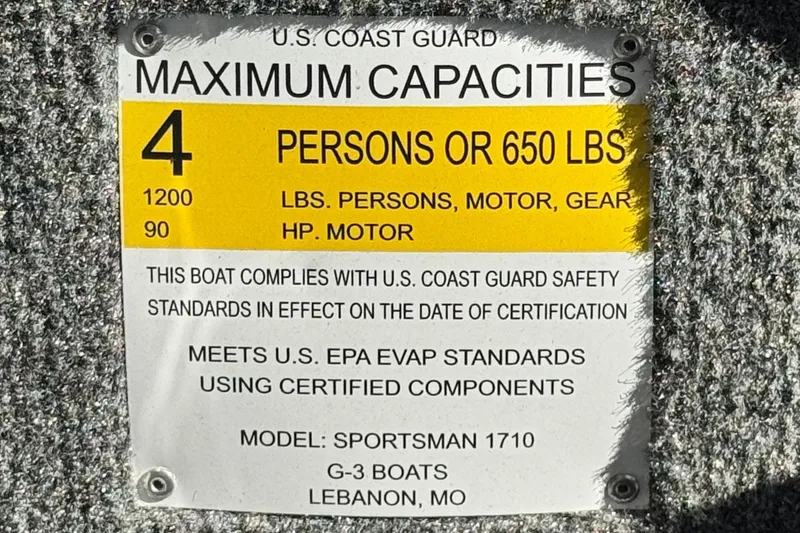 U.S. COAST GUARD
MAXIMUM CAPACITIES
4 PERSONS OR 650 LBS
1200 LBS. PERSONS, MOTOR, GEAR
90 HP. MOTOR
THIS BOAT COMPLIES WITH U.S. COAST GUARD SAFETY
STANDARDS IN EFFECT ON THE DATE OF CERTIFICATION
MEETS U.S. EPA EVAP STANDARDS
USING CERTIFIED COMPONENTS
MODEL: SPORTSMAN 1710
G-3 BOATS
LEBANON, MO